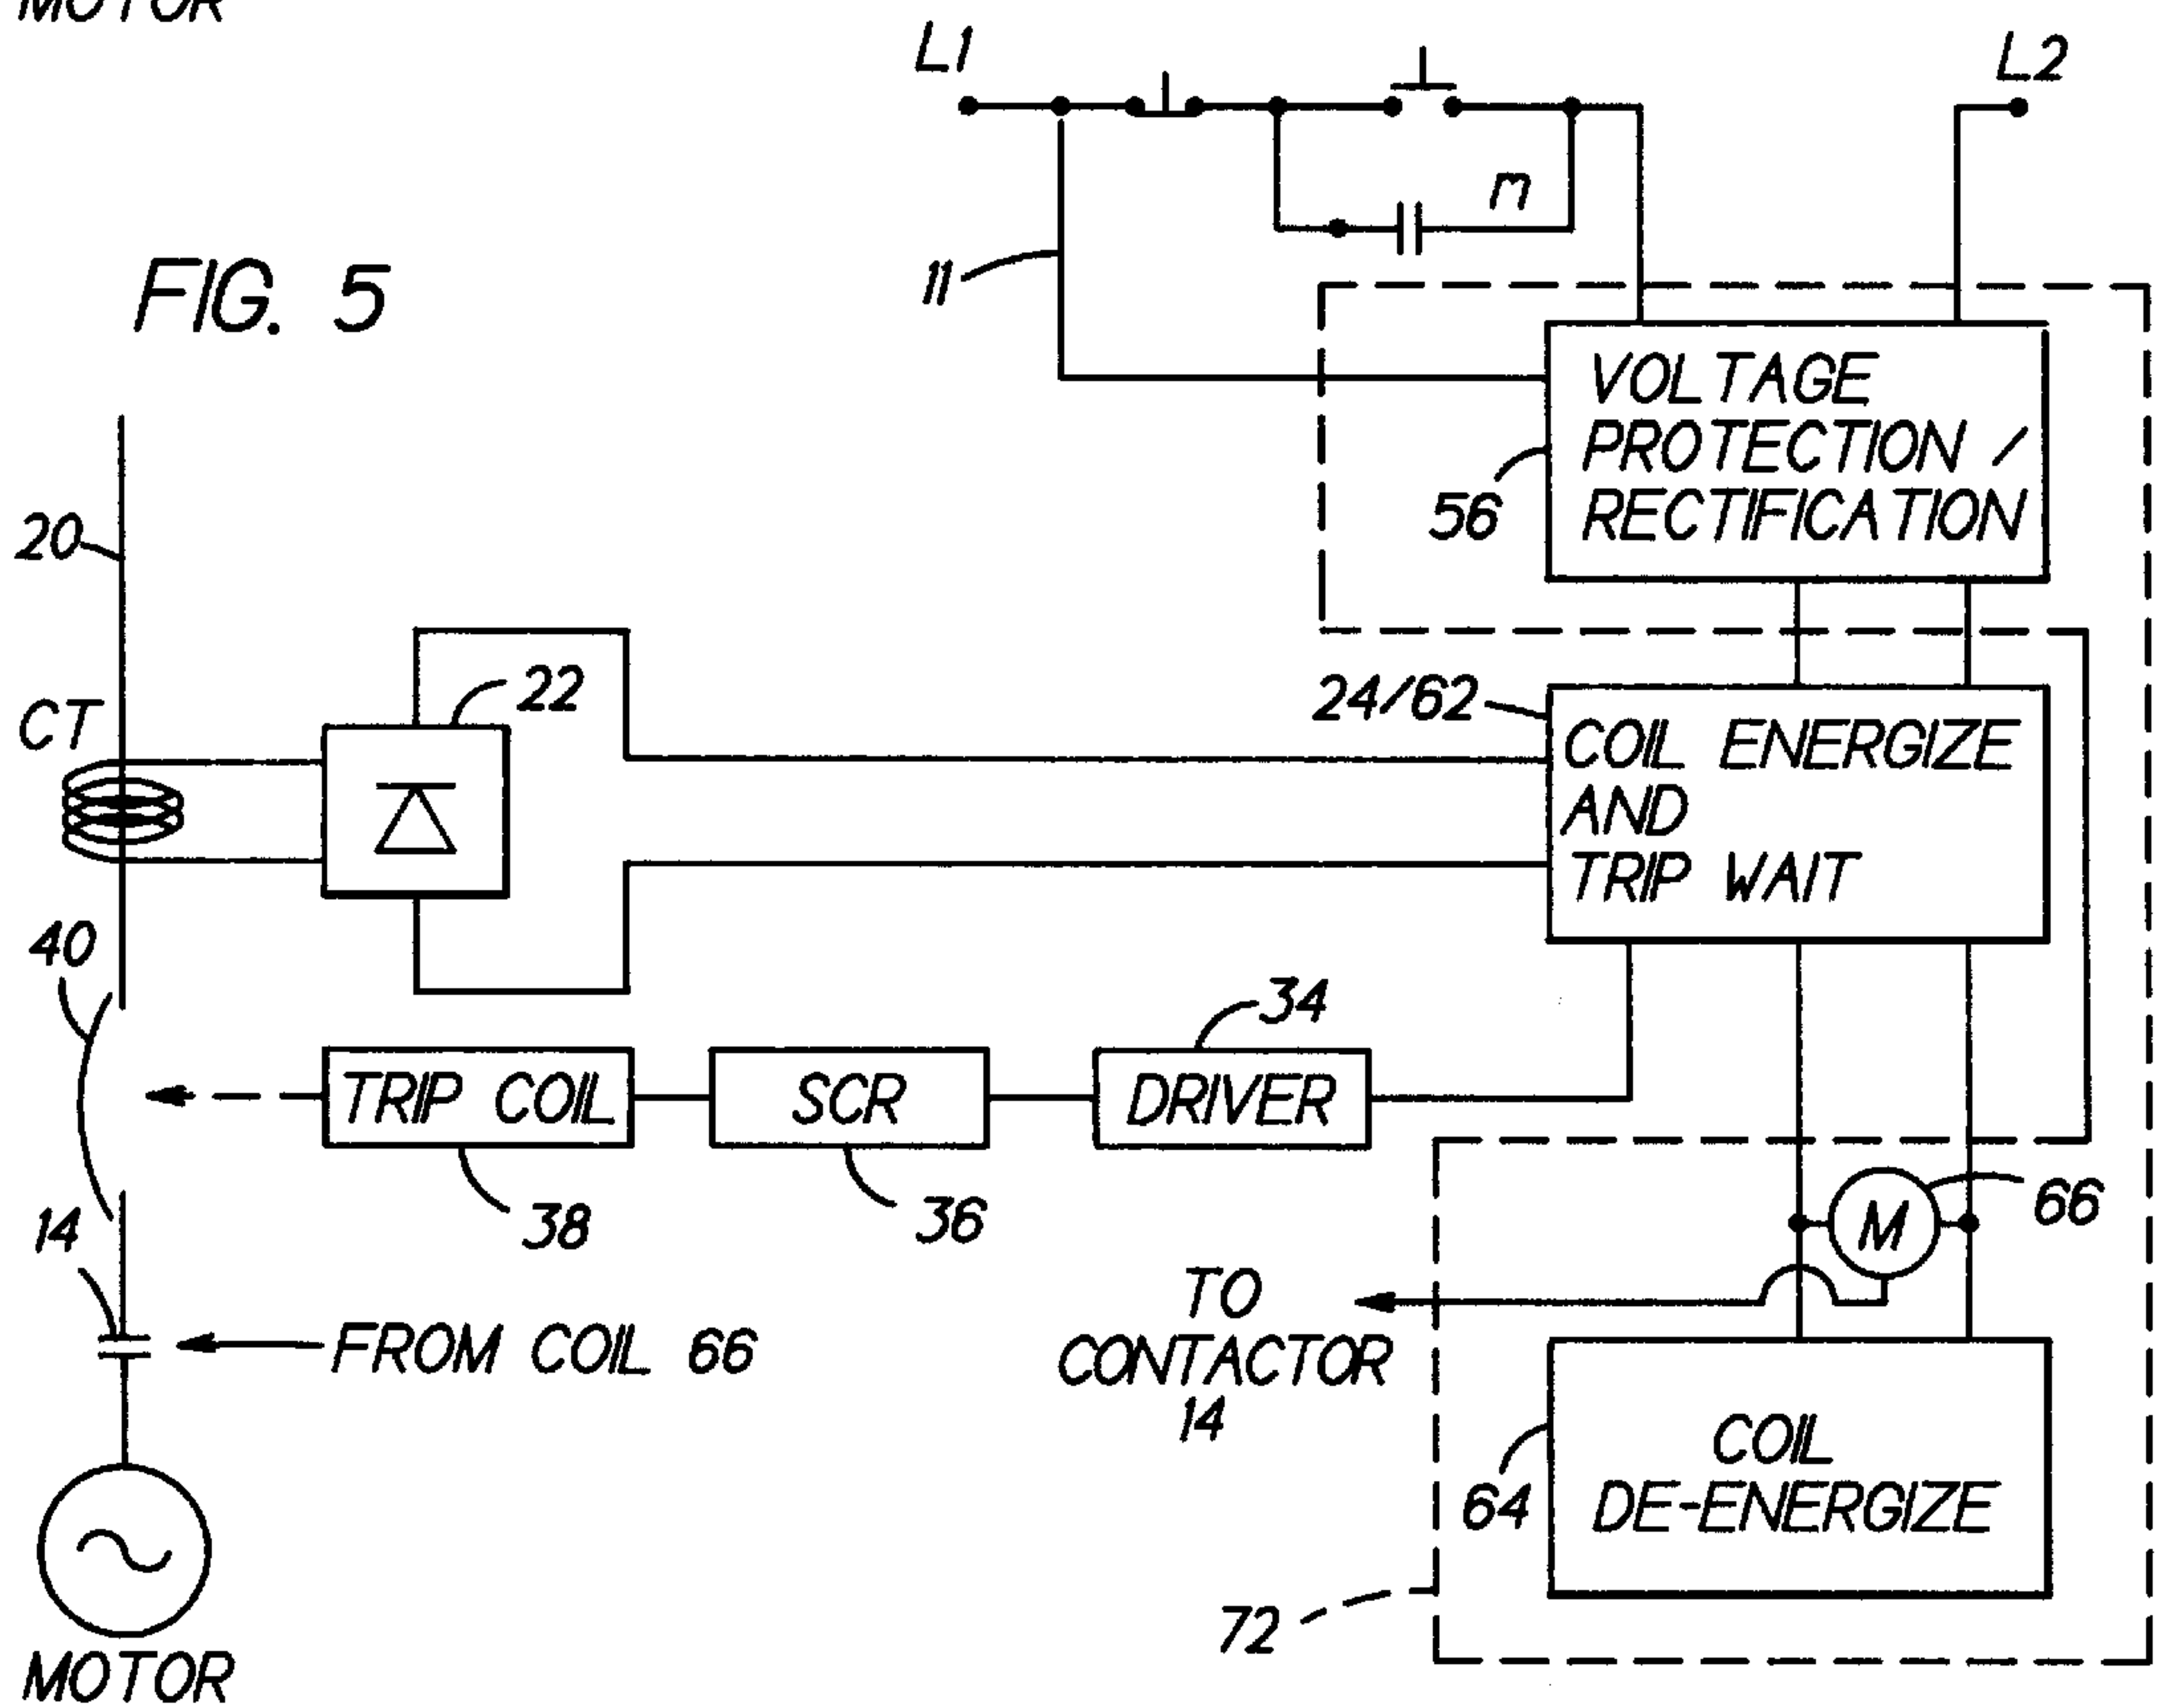 MOTOR
L1
L2
m
11
FIG. 5
VOLTAGE
PROTECTION /
RECTIFICATION
56
20
CT
22
24/62
COIL ENERGIZE
AND
TRIP WAIT
40
34
TRIP COIL
SCR
DRIVER
38
36
66
M
14
TO
CONTACTOR
14
FROM COIL 66
COIL
DE-ENERGIZE
64
72
MOTOR